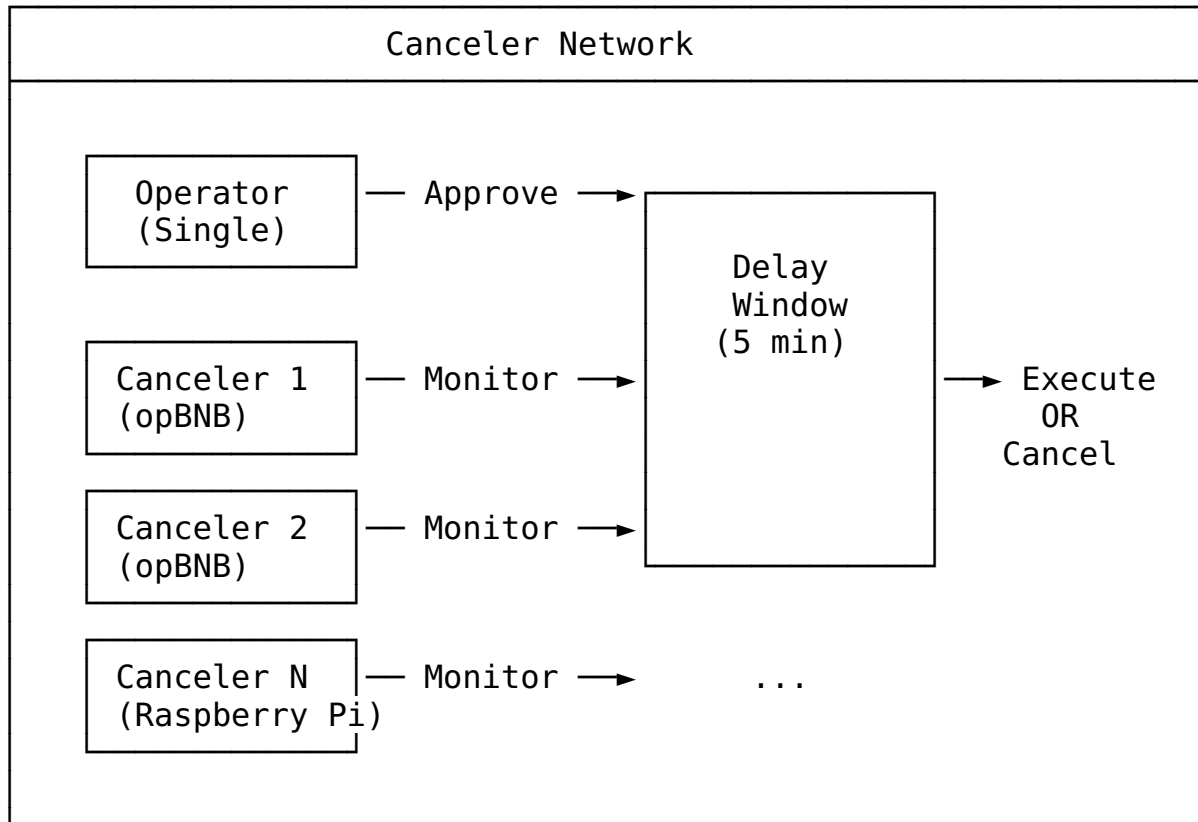 Canceler Network
Operator
(Single)
Approve
Delay
Window
(5 min)
Canceler 1
(opBNB)
Monitor
Execute
OR
Cancel
Canceler 2
(opBNB)
Monitor
Canceler N
(Raspberry Pi)
Monitor
...